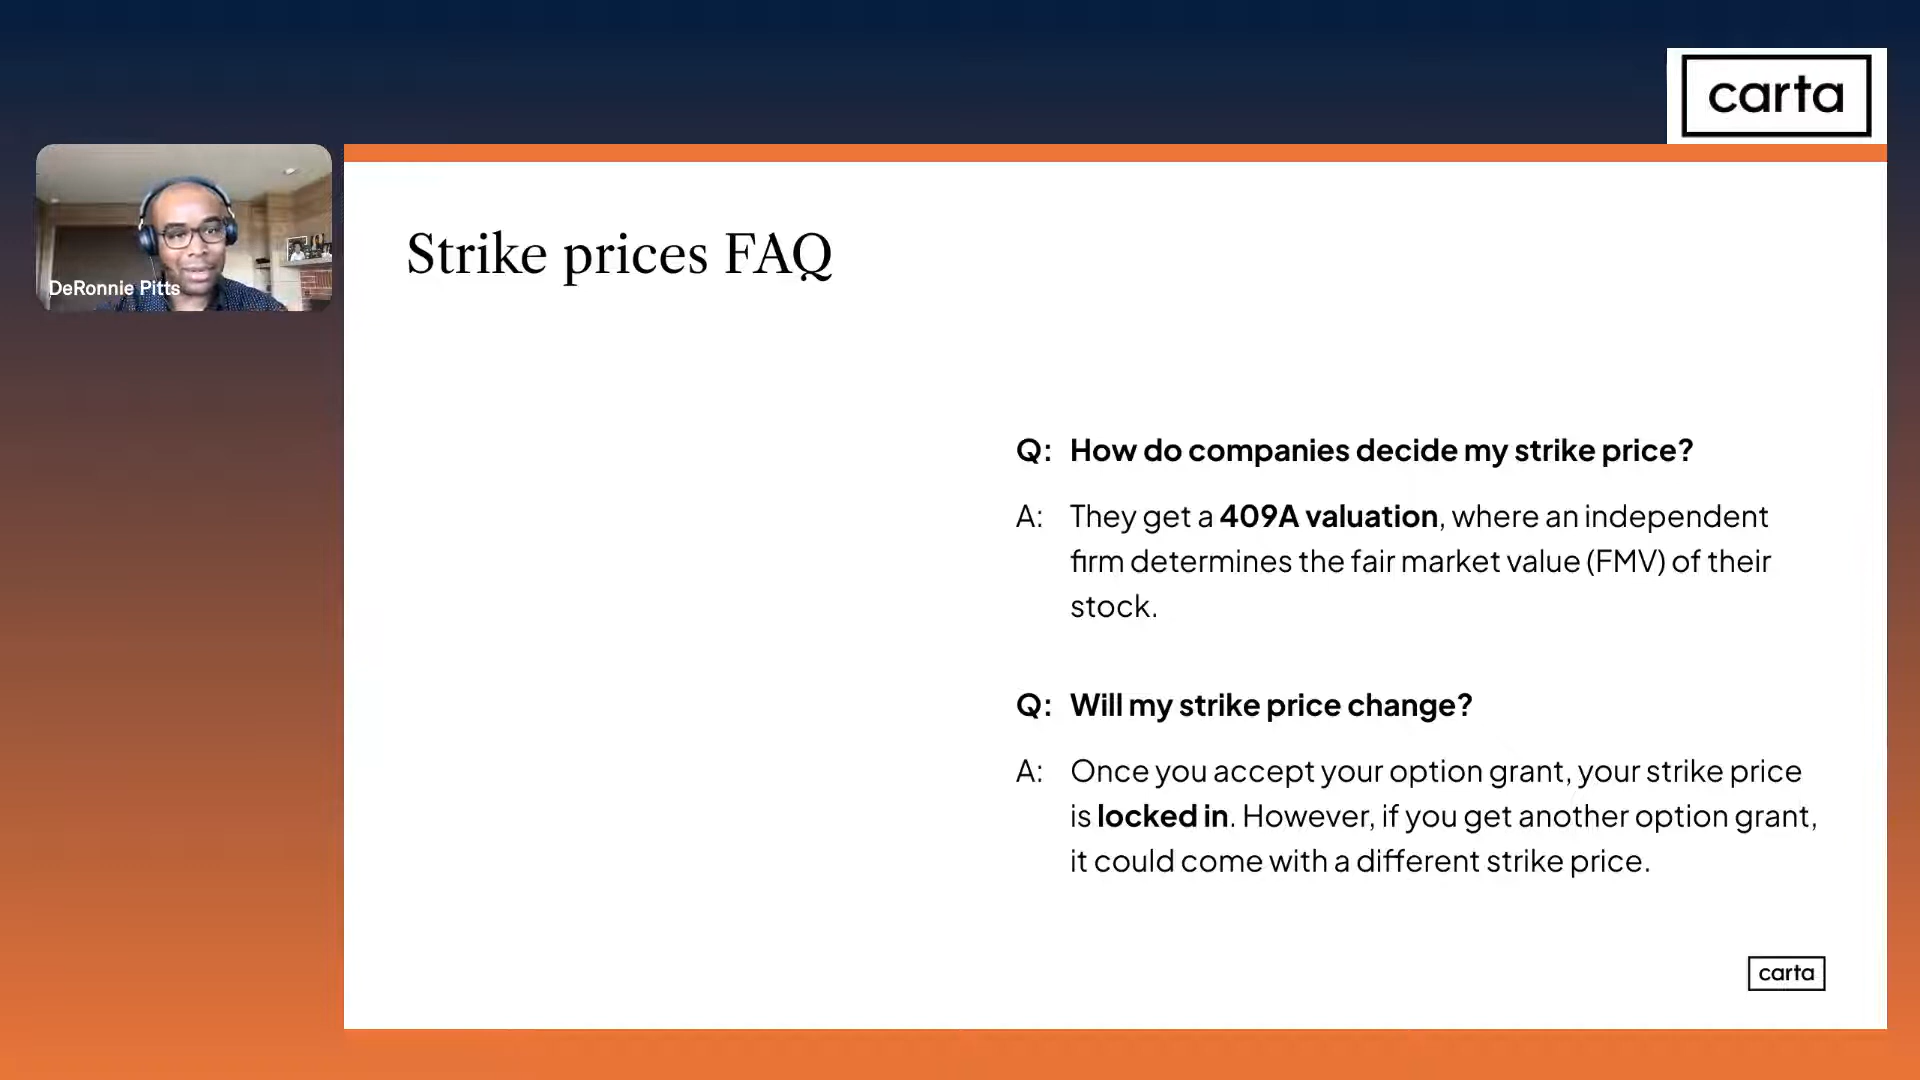 carta
DeRonnie Pitts
Strike prices FAQ
Q: How do companies decide my strike price?
A: They get a 409A valuation, where an independent
firm determines the fair market value (FMV) of their
stock.
Q: Will my strike price change?
A: Once you accept your option grant, your strike price
is locked in. However, if you get another option grant,
it could come with a different strike price.
carta